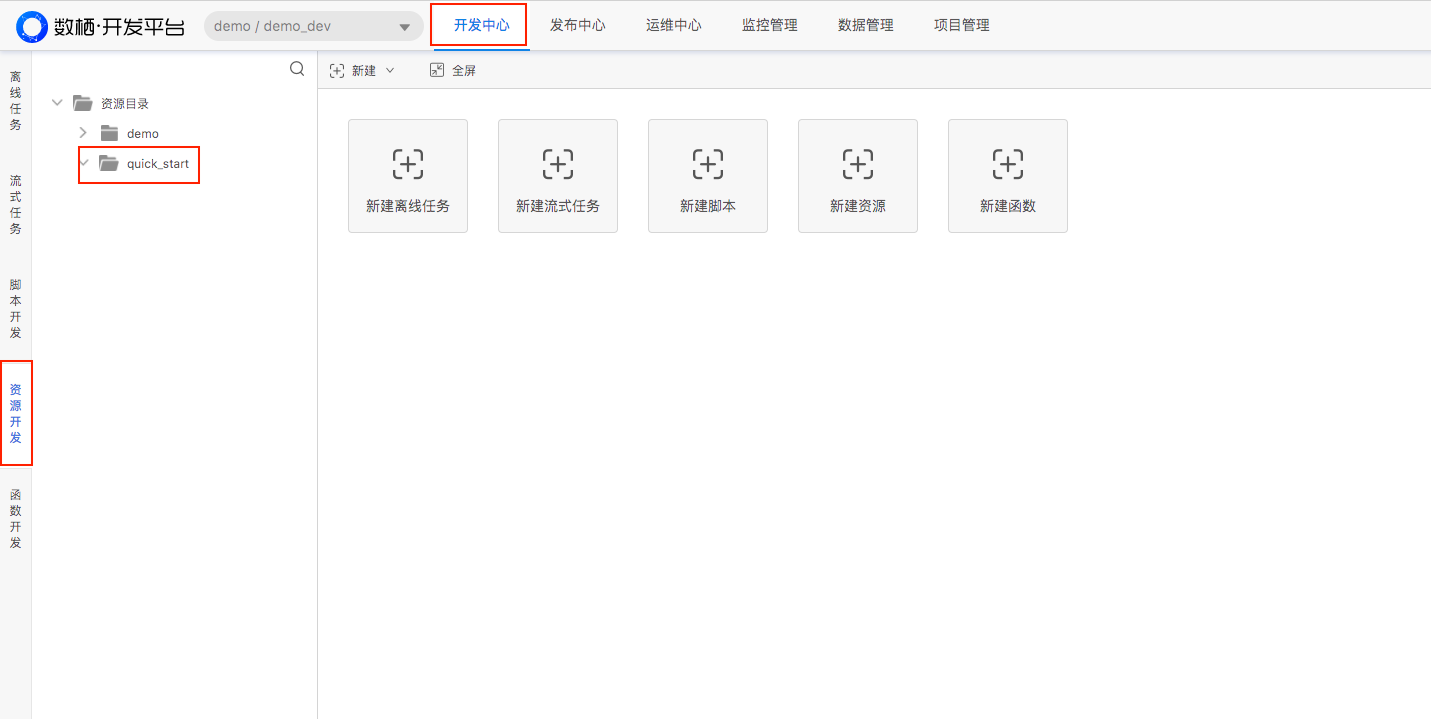 数栖·开发平台
demo / demo_dev
开发中心
发布中心
运维中心
监控管理
数据管理
项目管理
离线任务
流式任务
脚本开发
资源开发
函数开发
资源目录
demo
quick_start
新建
全屏
新建离线任务
新建流式任务
新建脚本
新建资源
新建函数